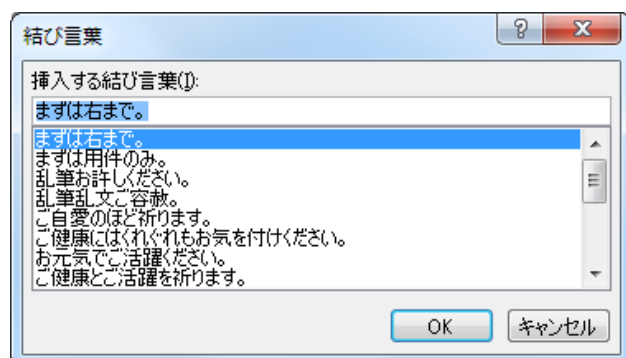 結び言葉
挿入する結び言葉(I):
まずは右まで。
まずは右まで。
まずは用件のみ。
乱筆お許しください。
乱筆乱文ご容赦。
ご自愛のほど祈ります。
ご健康にはくれぐれもお気を付けください。
お元気でご活躍ください。
ご健康とご活躍を祈ります。
OK
キャンセル